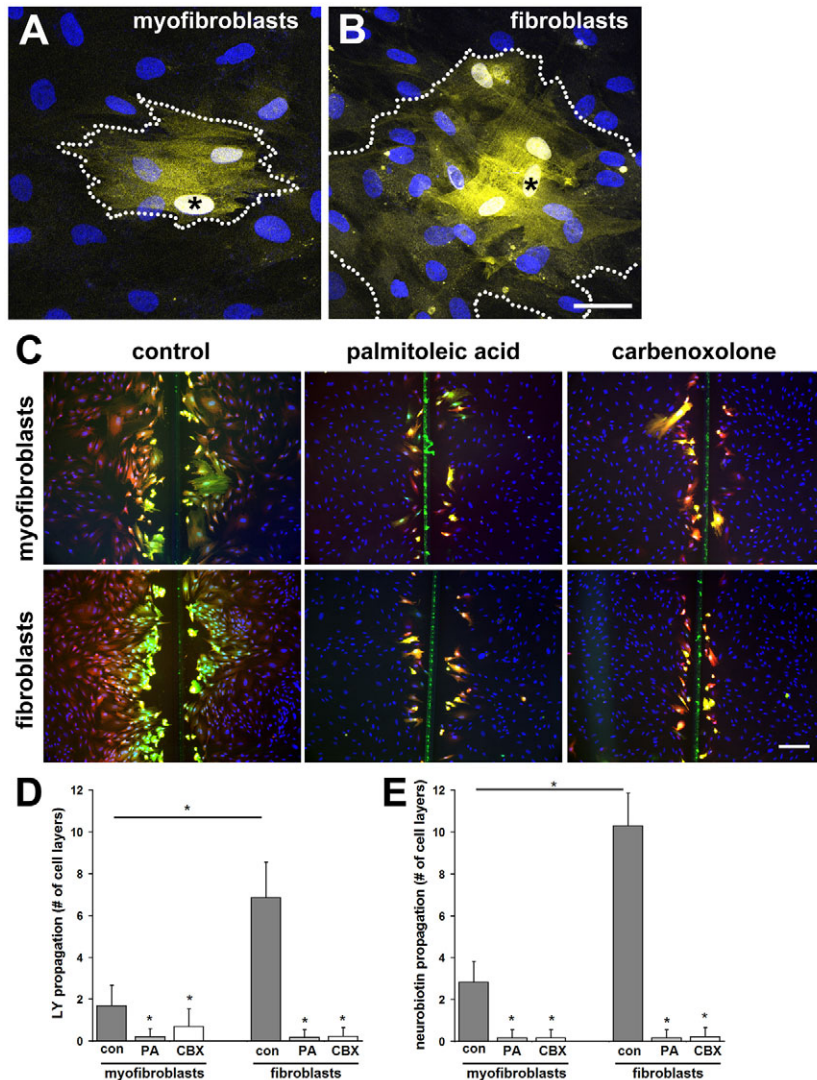 A myofibroblasts
B fibroblasts
*
*
C control palmitoleic acid carbenoxolone
myofibroblasts
fibroblasts
D
LY propagation (# of cell layers)
12
10
8
6
4
2
0
*
*
*
*
*
con PA CBX con PA CBX
myofibroblasts fibroblasts
E
neurobiotin propagation (# of cell layers)
12
10
8
6
4
2
0
*
*
*
*
*
con PA CBX con PA CBX
myofibroblasts fibroblasts